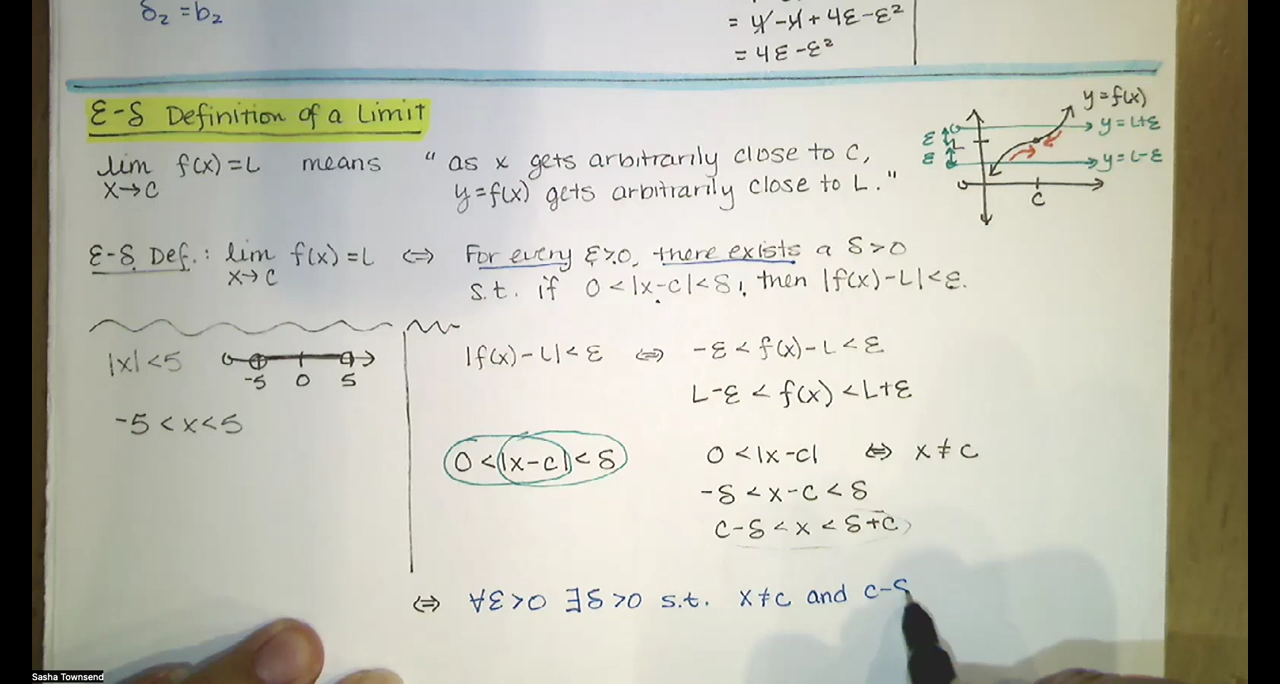 δ₂ = b₂
= 4 - 4 + 4ε - ε²
= 4ε - ε²
ε-δ Definition of a Limit
lim f(x) = L means " as x gets arbitrarily close to c,
x→c y=f(x) gets arbitrarily close to L."
y=f(x)
y=L+ε
ε
L
ε
y=L-ε
c
ε-δ Def.: lim f(x) = L ⇔ For every ε>0, there exists a δ>0
x→c s.t. if 0<|x-c|<δ, then |f(x)-L|<ε.
|x|<5
-5 0 5
-5<x<5
|f(x)-L|<ε ⇔ -ε<f(x)-L<ε
L-ε<f(x)<L+ε
0<|x-c|<δ 0<|x-c| ⇔ x≠c
-δ<x-c<δ
c-δ<x<δ+c
⇔ ∀ε>0 ∃δ>0 s.t. x≠c and c-δ
Sasha Townsend